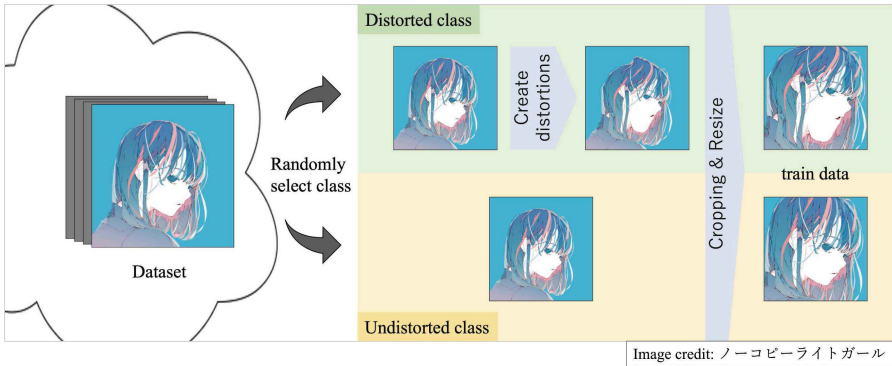 Distorted class
Create
distortions
Cropping & Resize
Randomly
select class
train data
Dataset
Undistorted class
Image credit: ノーコピーライトガール